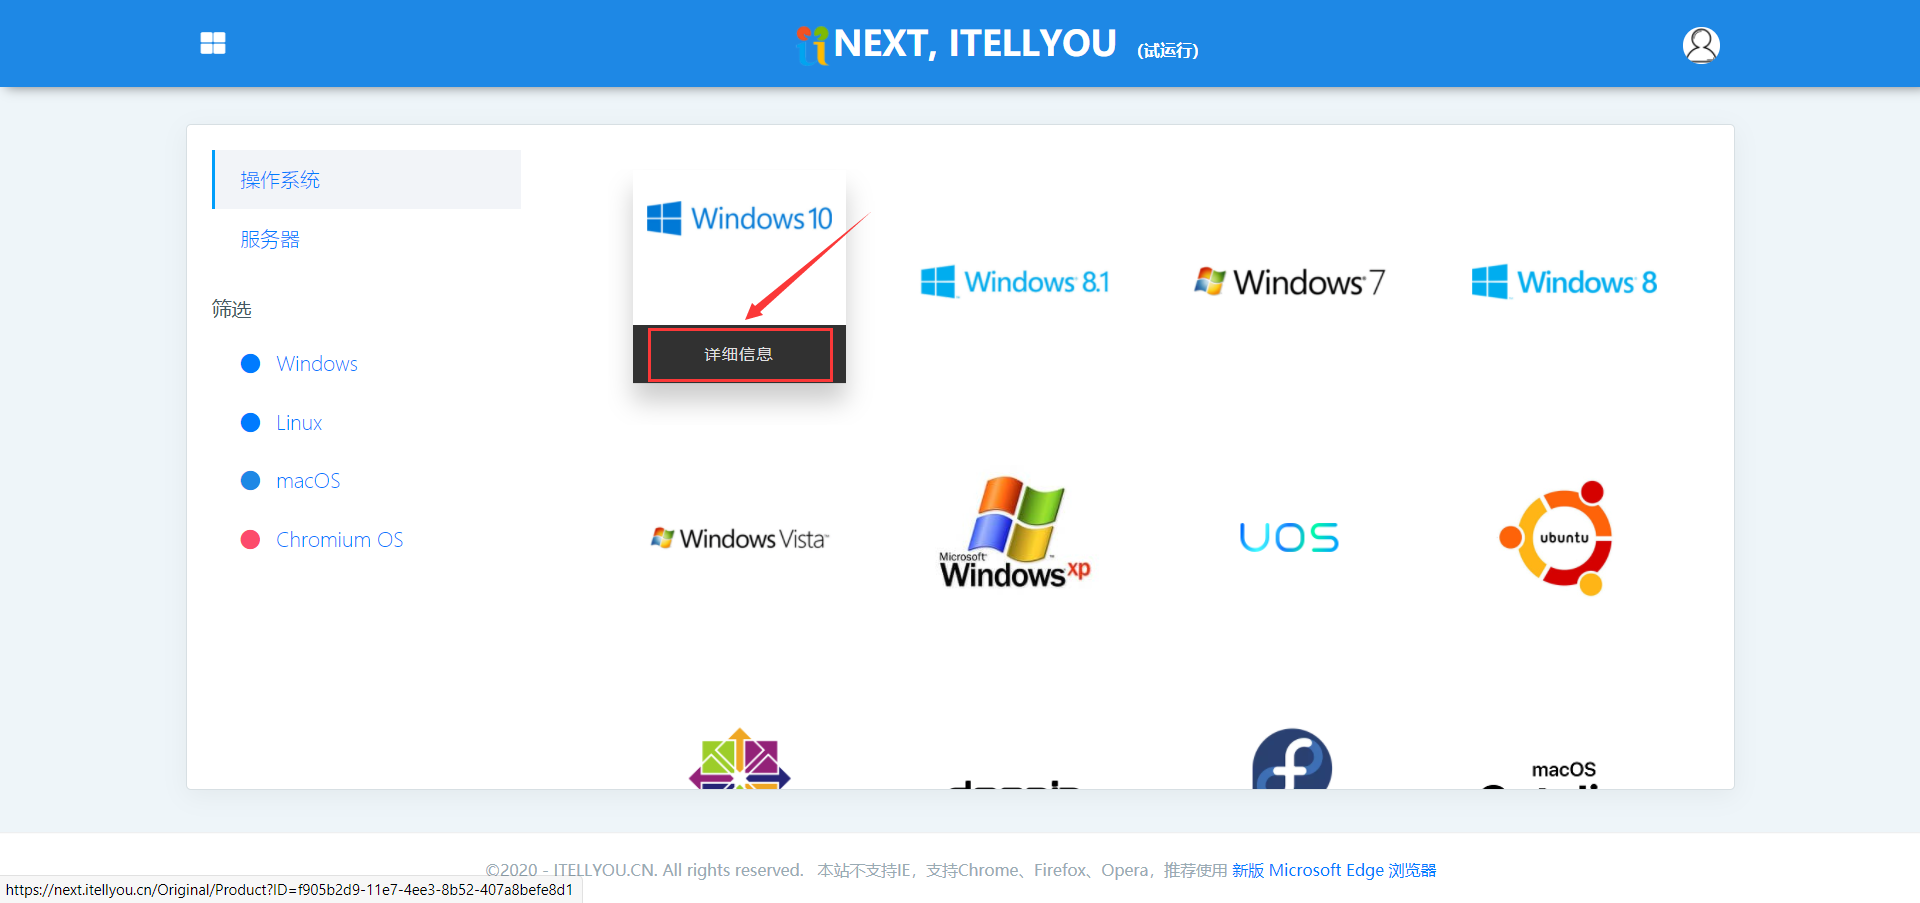 NEXT, ITELLYOU (试运行)
操作系统
服务器
筛选
Windows
Linux
macOS
Chromium OS
Windows 10
详细信息
Windows 8.1
Windows 7
Windows 8
Windows Vista™
Microsoft
Windows xp
UOS
ubuntu
macOS
©2020 - ITELLYOU.CN. All rights reserved. 本站不支持IE，支持Chrome、Firefox、Opera，推荐使用 新版 Microsoft Edge 浏览器
https://next.itellyou.cn/Original/Product?ID=f905b2d9-11e7-4ee3-8b52-407a8befe8d1